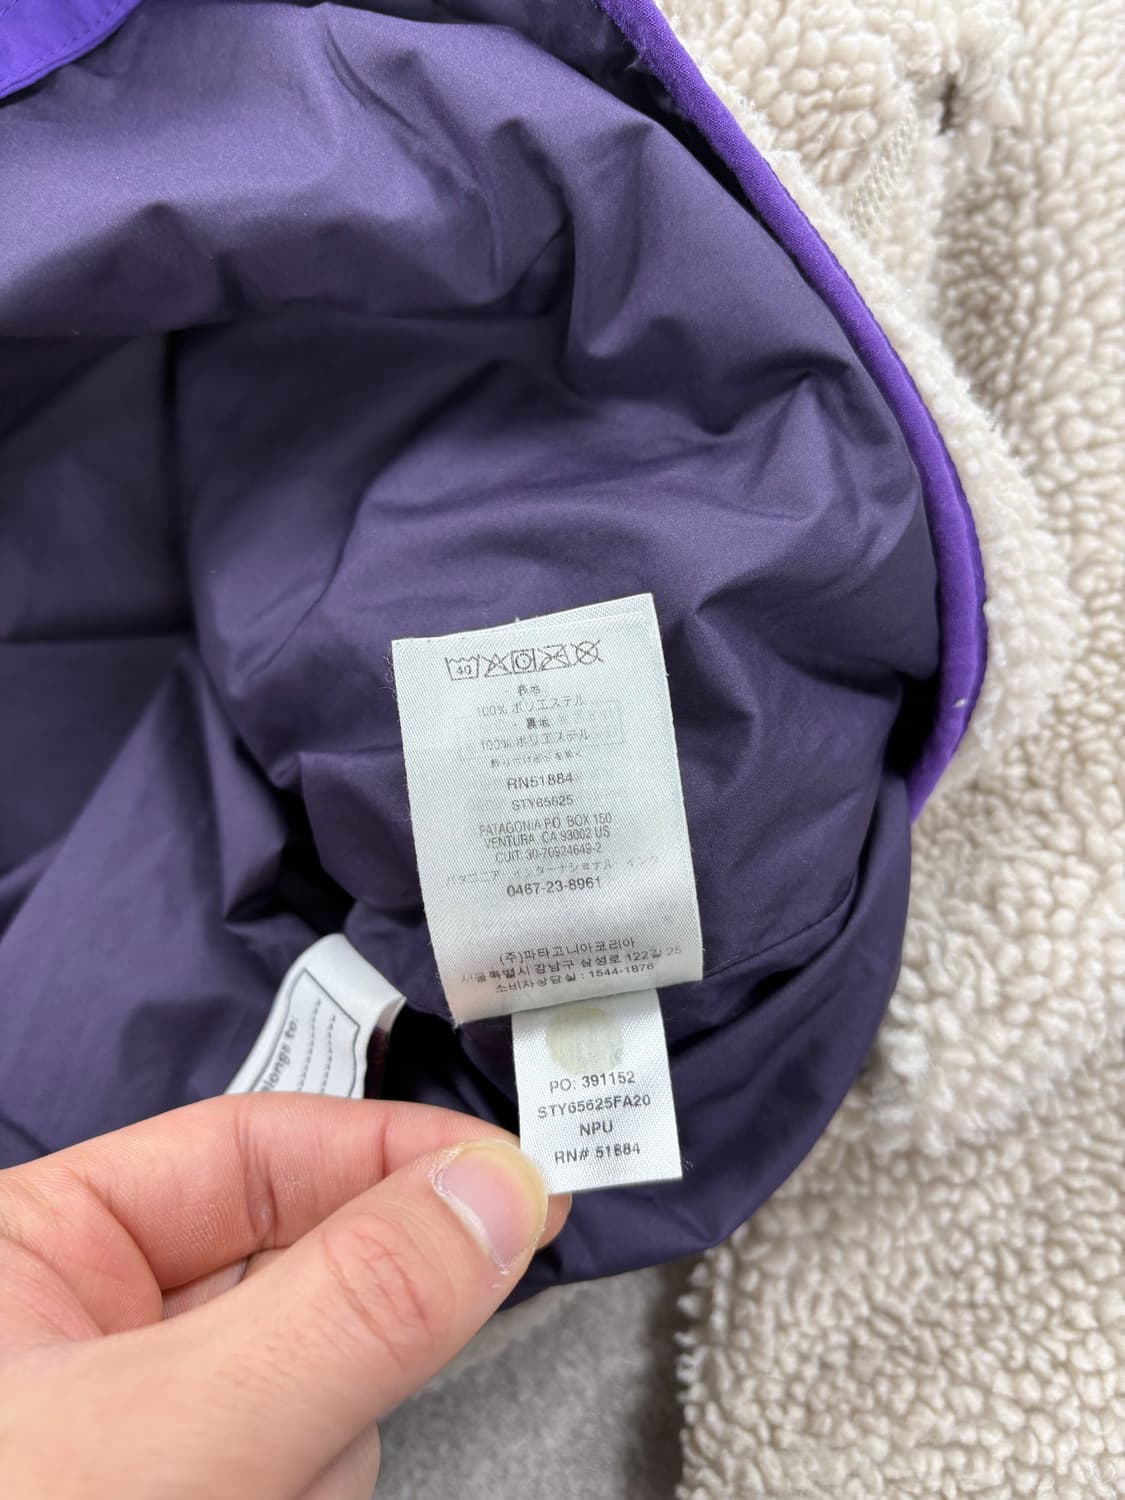 40
表地
100% ポリエステル
裏地
100% ポリエステル
RN51884
STY65625
PATAGONIA P.O. BOX 150
VENTURA, CA 93002 US
CUIT: 30-70924649-2
パタゴニア・インターナショナル・インク
0467-23-8961
(주)파타고니아코리아
서울특별시 강남구 삼성로 122길 25
소비자상담실 : 1544-1876
PO: 391152
STY65625FA20
NPU
RN# 51884
longs to: